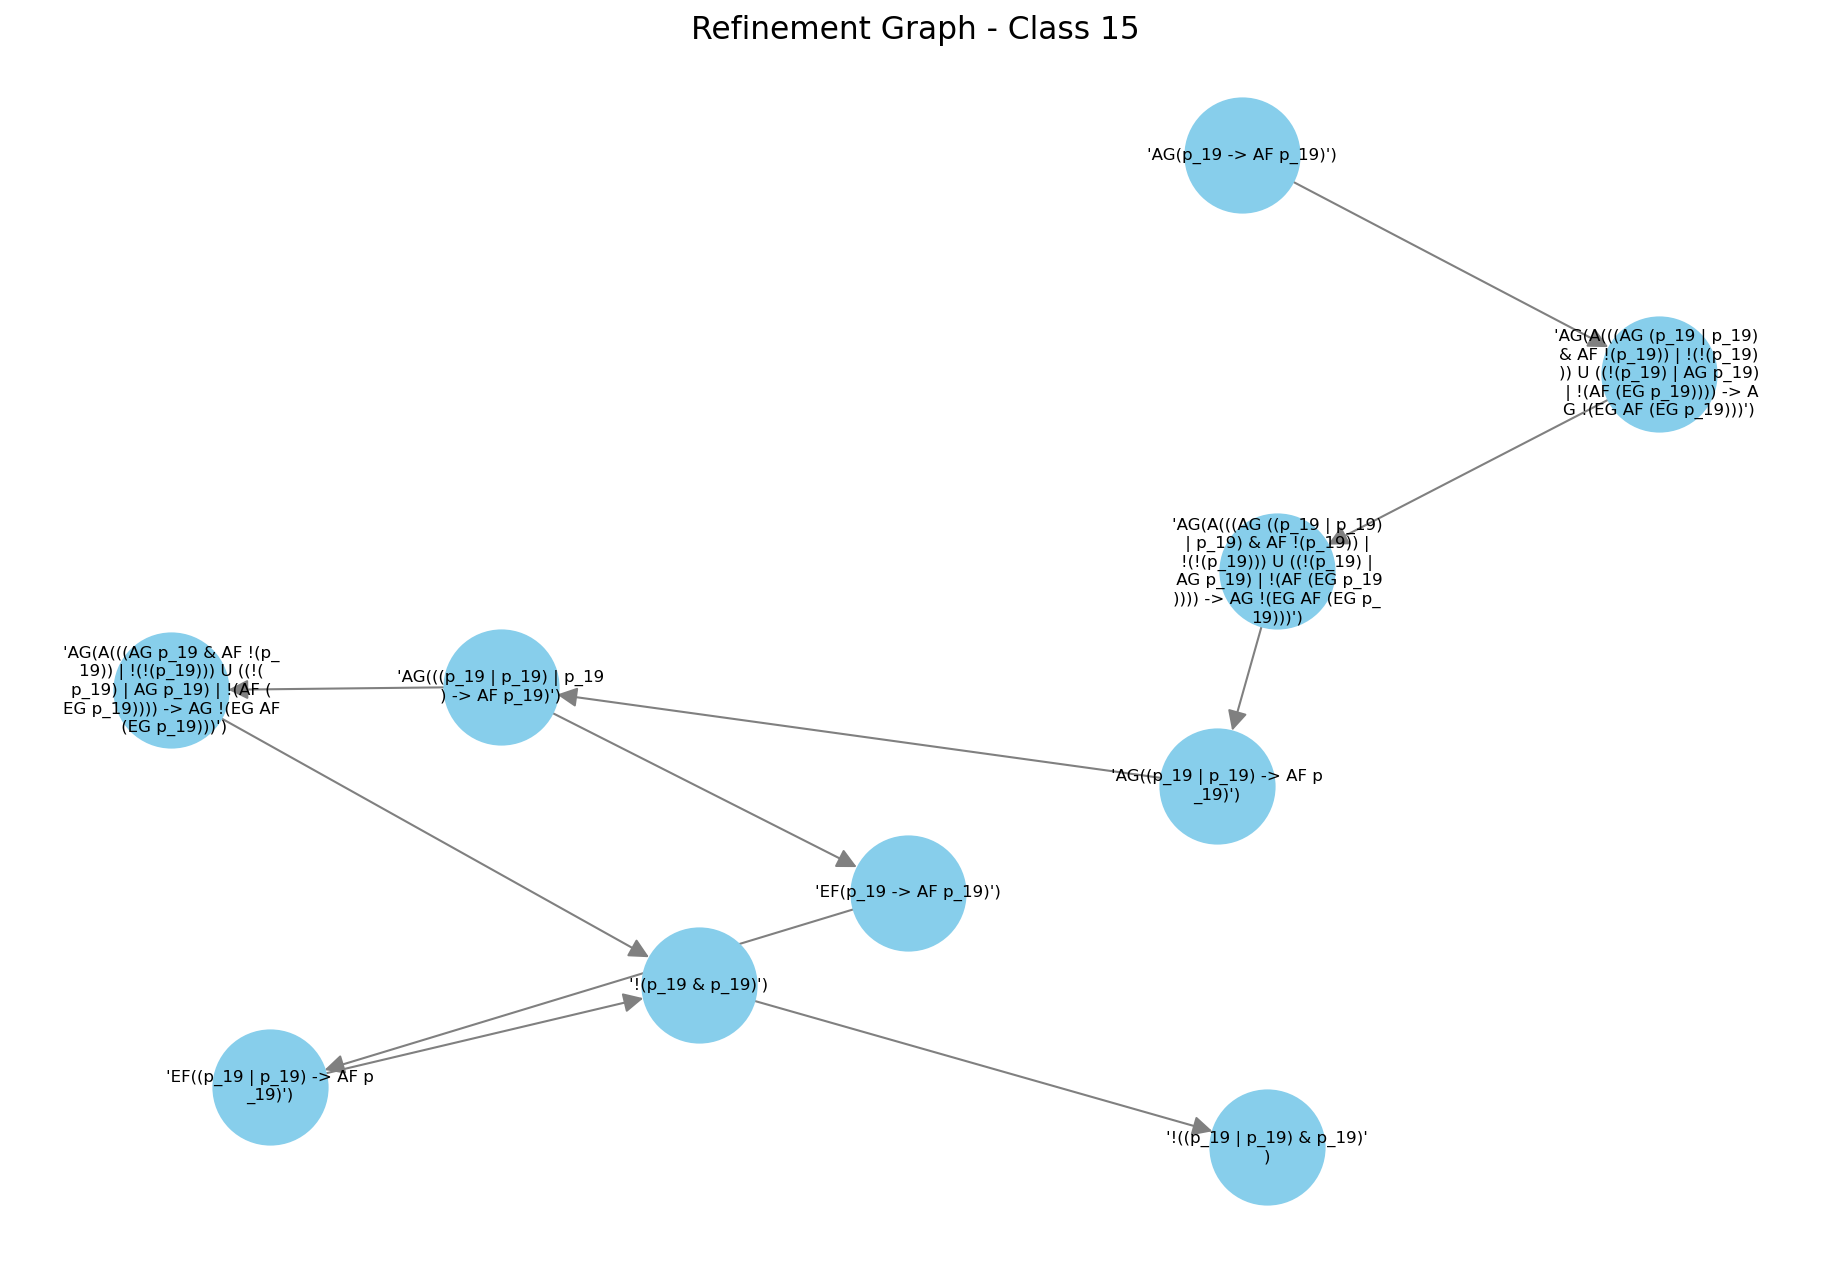 Refinement Graph - Class 15
'AG(p_19 -> AF p_19)')
'AG(A(((AG (p_19 | p_19)
& AF !(p_19)) | !(!(p_19)
)) U ((!(p_19) | AG p_19)
| !(AF (EG p_19)))) -> A
G !(EG AF (EG p_19)))')
'AG(A(((AG ((p_19 | p_19)
| p_19) & AF !(p_19)) |
!(!(p_19))) U ((!(p_19) |
AG p_19) | !(AF (EG p_19
)))) -> AG !(EG AF (EG p_
19)))')
'AG(A(((AG p_19 & AF !(p_
19)) | !(!(p_19))) U ((!(
p_19) | AG p_19) | !(AF (
EG p_19)))) -> AG !(EG AF
(EG p_19)))')
'AG(((p_19 | p_19) | p_19
) -> AF p_19)')
'AG((p_19 | p_19) -> AF p
_19)')
'EF(p_19 -> AF p_19)')
'!(p_19 & p_19)')
'EF((p_19 | p_19) -> AF p
_19)')
'!((p_19 | p_19) & p_19)'
)